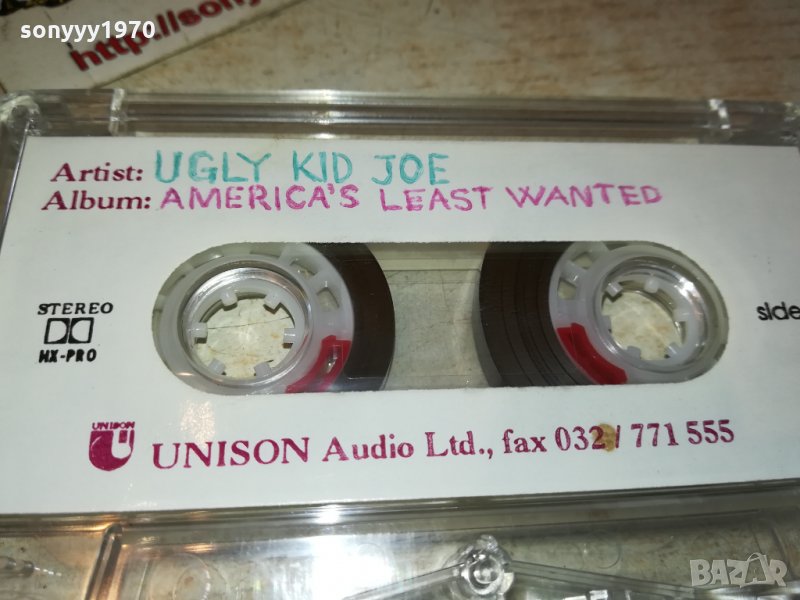 sonyyy1970
http://sony
Artist: UGLY KID JOE
Album: AMERICA'S LEAST WANTED
STEREO
HX-PRO
side
UNISON
UNISON Audio Ltd., fax 032/ 771 555
BAZAR